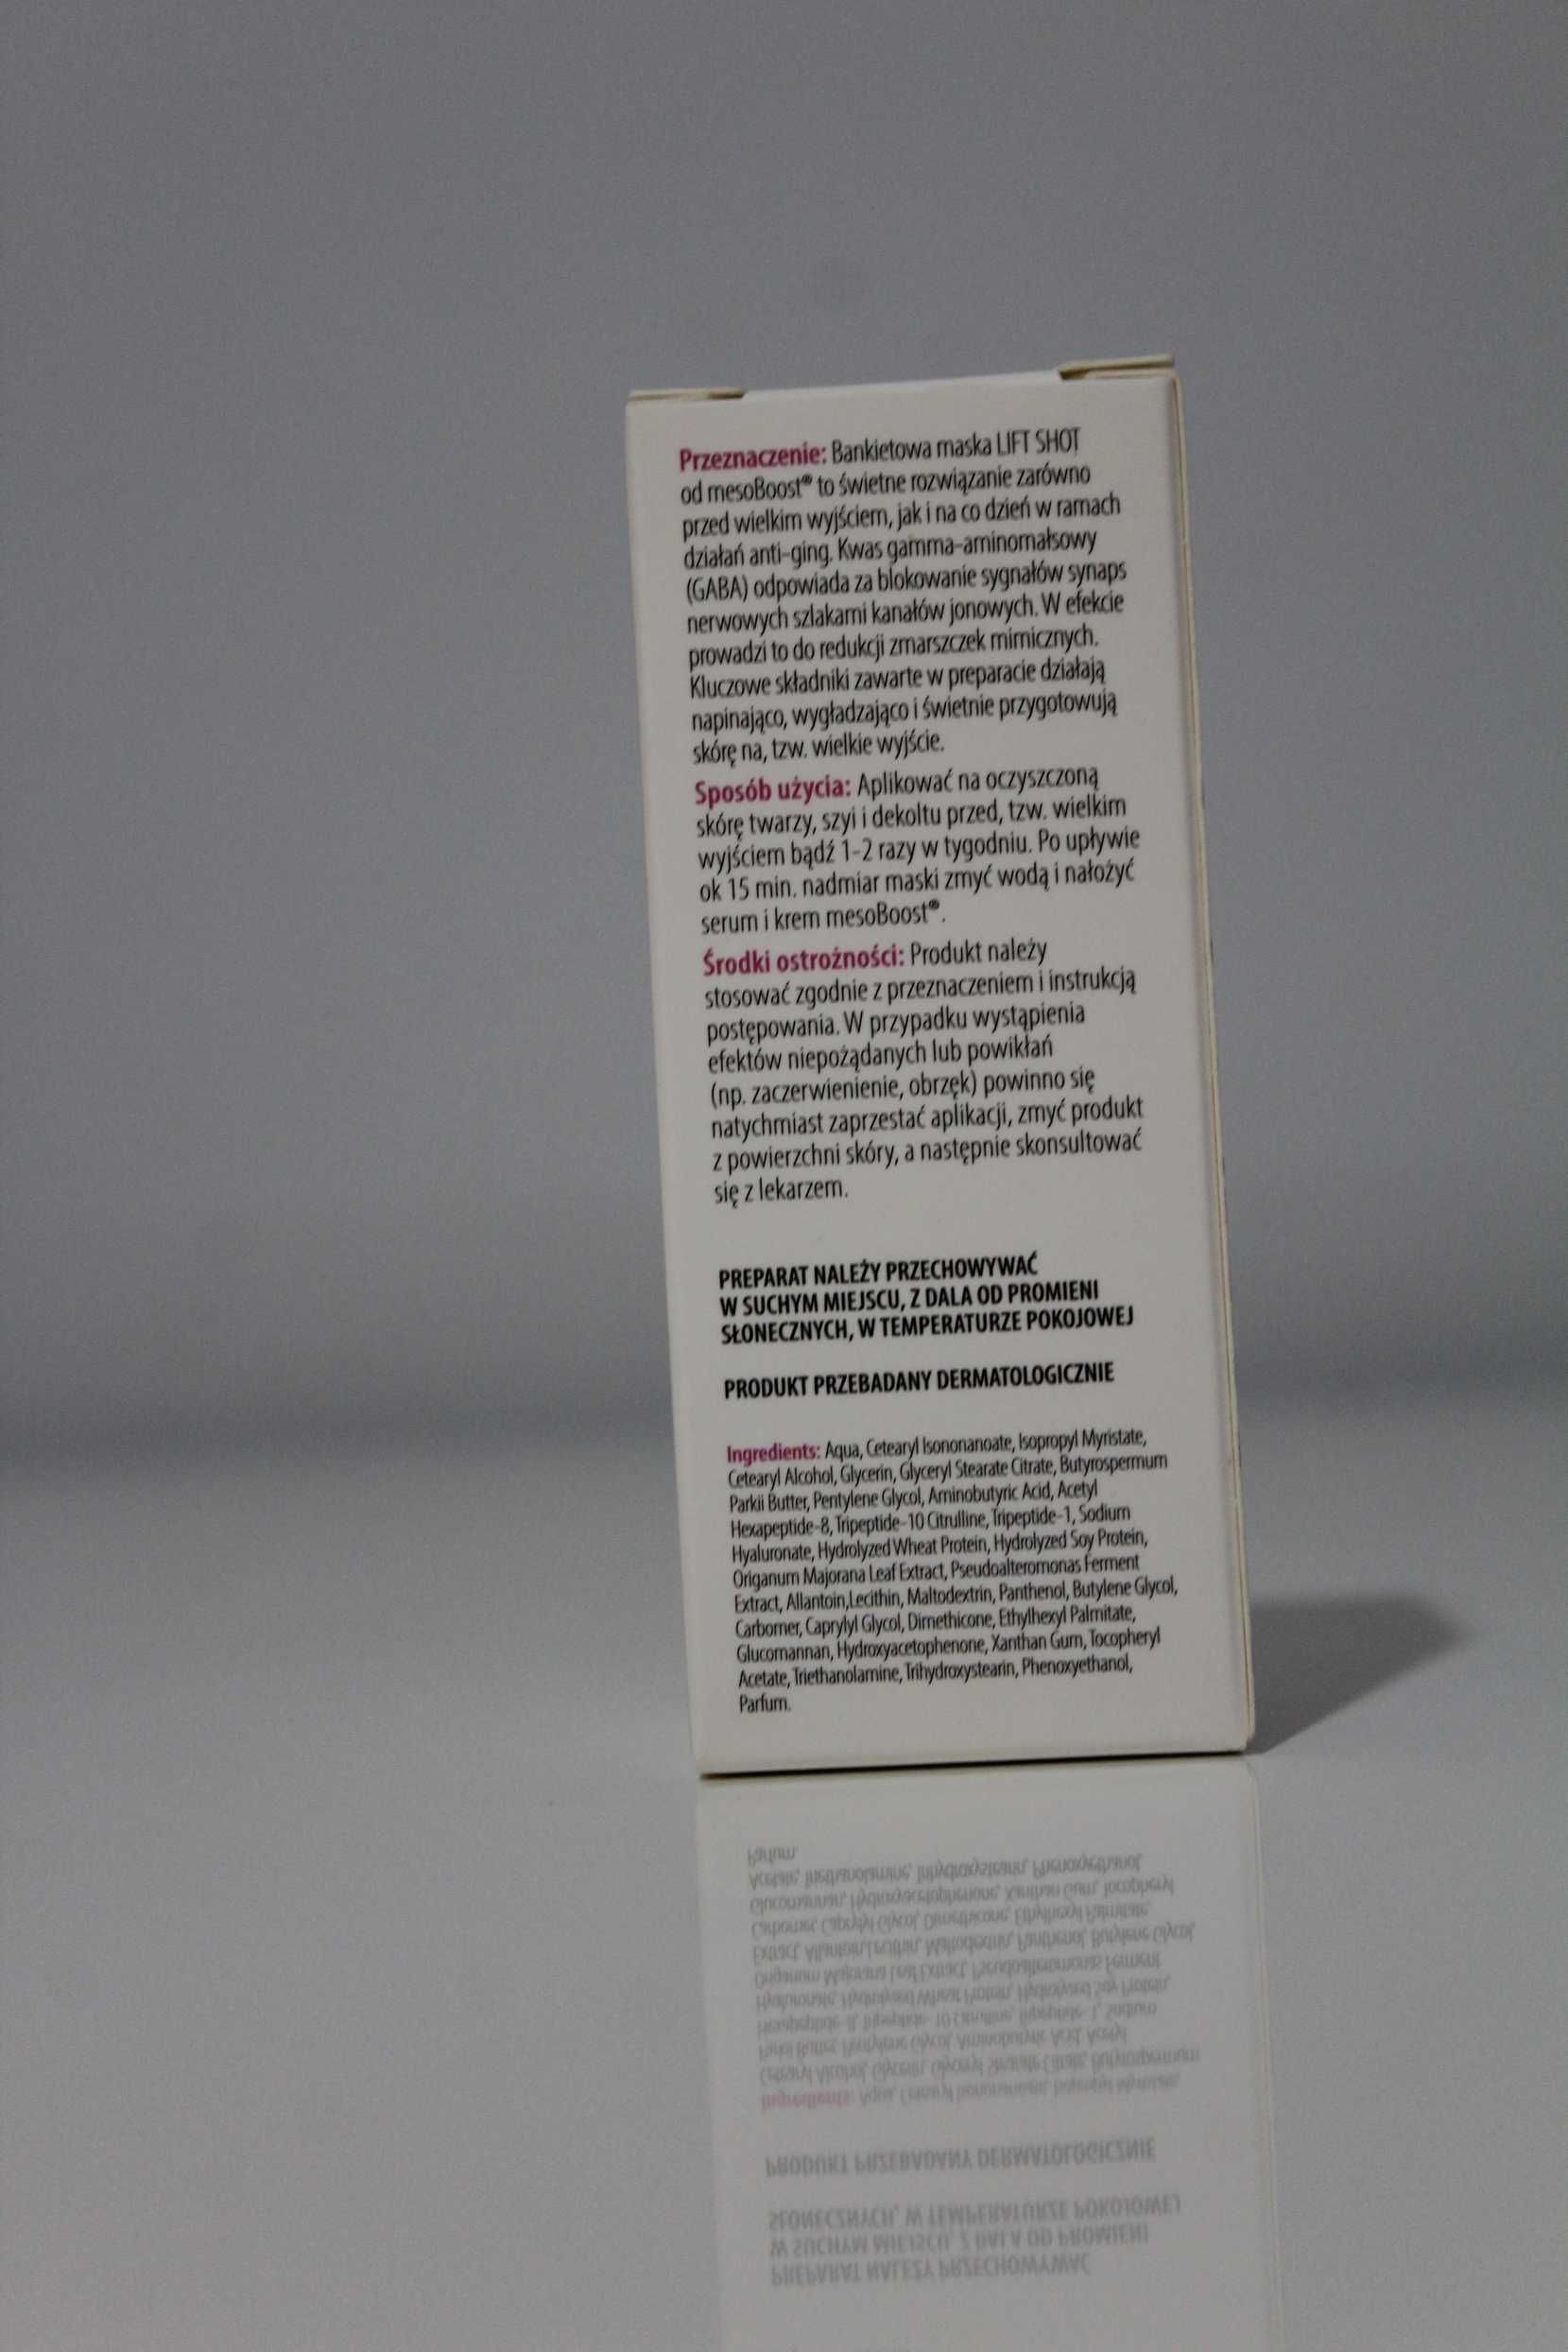 Przeznaczenie: Bankietowa maska LIFT SHOT
od mesoBoost® to świetne rozwiązanie zarówno
przed wielkim wyjściem, jak i na co dzień w ramach
działań anti-ging. Kwas gamma-aminomałsowy
(GABA) odpowiada za blokowanie sygnałów synaps
nerwowych szlakami kanałów jonowych. W efekcie
prowadzi to do redukcji zmarszczek mimicznych.
Kluczowe składniki zawarte w preparacie działają
napinająco, wygładzająco i świetnie przygotowują
skórę na, tzw. wielkie wyjście.
Sposób użycia: Aplikować na oczyszczoną
skórę twarzy, szyi i dekoltu przed, tzw. wielkim
wyjściem bądź 1-2 razy w tygodniu. Po upływie
ok 15 min. nadmiar maski zmyć wodą i nałożyć
serum i krem mesoBoost®.
Środki ostrożności: Produkt należy
stosować zgodnie z przeznaczeniem i instrukcją
postępowania. W przypadku wystąpienia
efektów niepożądanych lub powikłań
(np. zaczerwienienie, obrzęk) powinno się
natychmiast zaprzestać aplikacji, zmyć produkt
z powierzchni skóry, a następnie skonsultować
się z lekarzem.
PREPARAT NALEŻY PRZECHOWYWAĆ
W SUCHYM MIEJSCU, Z DALA OD PROMIENI
SŁONECZNYCH, W TEMPERATURZE POKOJOWEJ
PRODUKT PRZEBADANY DERMATOLOGICZNIE
Ingredients: Aqua, Cetearyl Isononanoate, Isopropyl Myristate,
Cetearyl Alcohol, Glycerin, Glyceryl Stearate Citrate, Butyrospermum
Parkii Butter, Pentylene Glycol, Aminobutyric Acid, Acetyl
Hexapeptide-8, Tripeptide-10 Citrulline, Tripeptide-1, Sodium
Hyaluronate, Hydrolyzed Wheat Protein, Hydrolyzed Soy Protein,
Origanum Majorana Leaf Extract, Pseudoalteromonas Ferment
Extract, Allantoin,Lecithin, Maltodextrin, Panthenol, Butylene Glycol,
Carbomer, Caprylyl Glycol, Dimethicone, Ethylhexyl Palmitate,
Glucomannan, Hydroxyacetophenone, Xanthan Gum, Tocopheryl
Acetate, Triethanolamine, Trihydroxystearin, Phenoxyethanol,
Parfum.